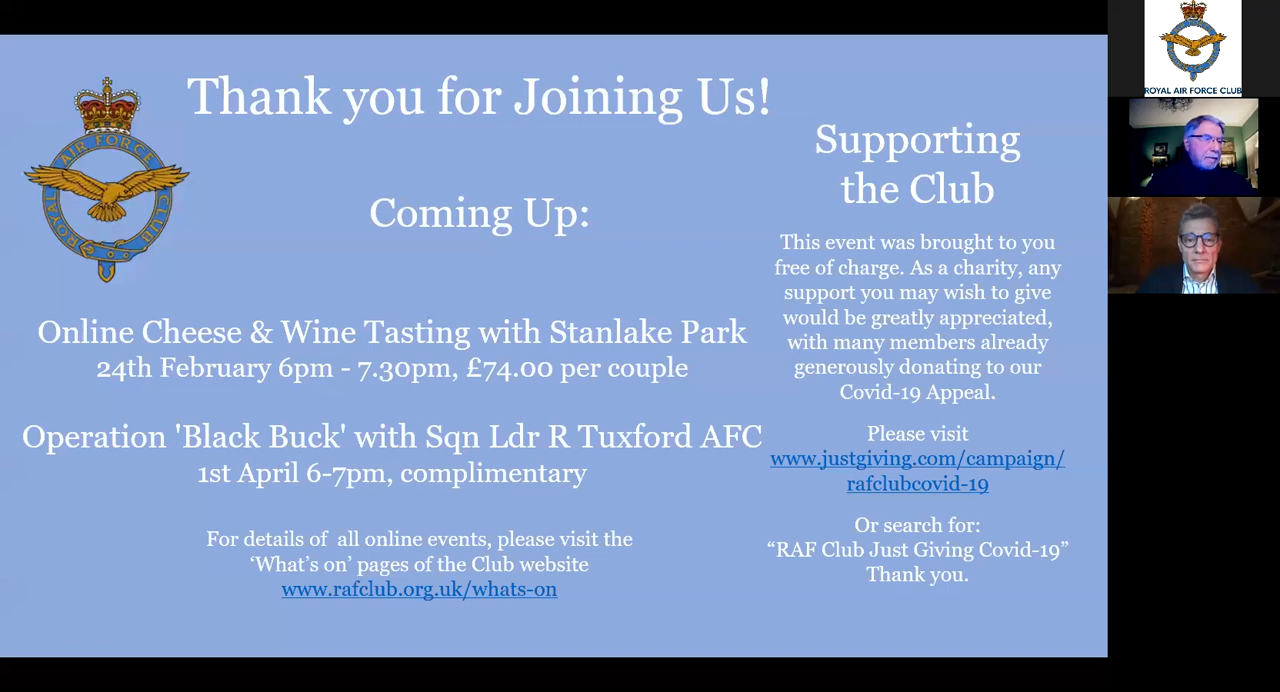 Thank you for Joining Us!
Coming Up:
Online Cheese & Wine Tasting with Stanlake Park
24th February 6pm - 7.30pm, £74.00 per couple
Operation 'Black Buck' with Sqn Ldr R Tuxford AFC
1st April 6-7pm, complimentary
For details of  all online events, please visit the
‘What’s on’ pages of the Club website
www.rafclub.org.uk/whats-on
Supporting
the Club
This event was brought to you
free of charge. As a charity, any
support you may wish to give
would be greatly appreciated,
with many members already
generously donating to our
Covid-19 Appeal.
Please visit
www.justgiving.com/campaign/
rafclubcovid-19
Or search for:
“RAF Club Just Giving Covid-19”
Thank you.
ROYAL AIR FORCE CLUB
ROYAL AIR FORCE CLUB